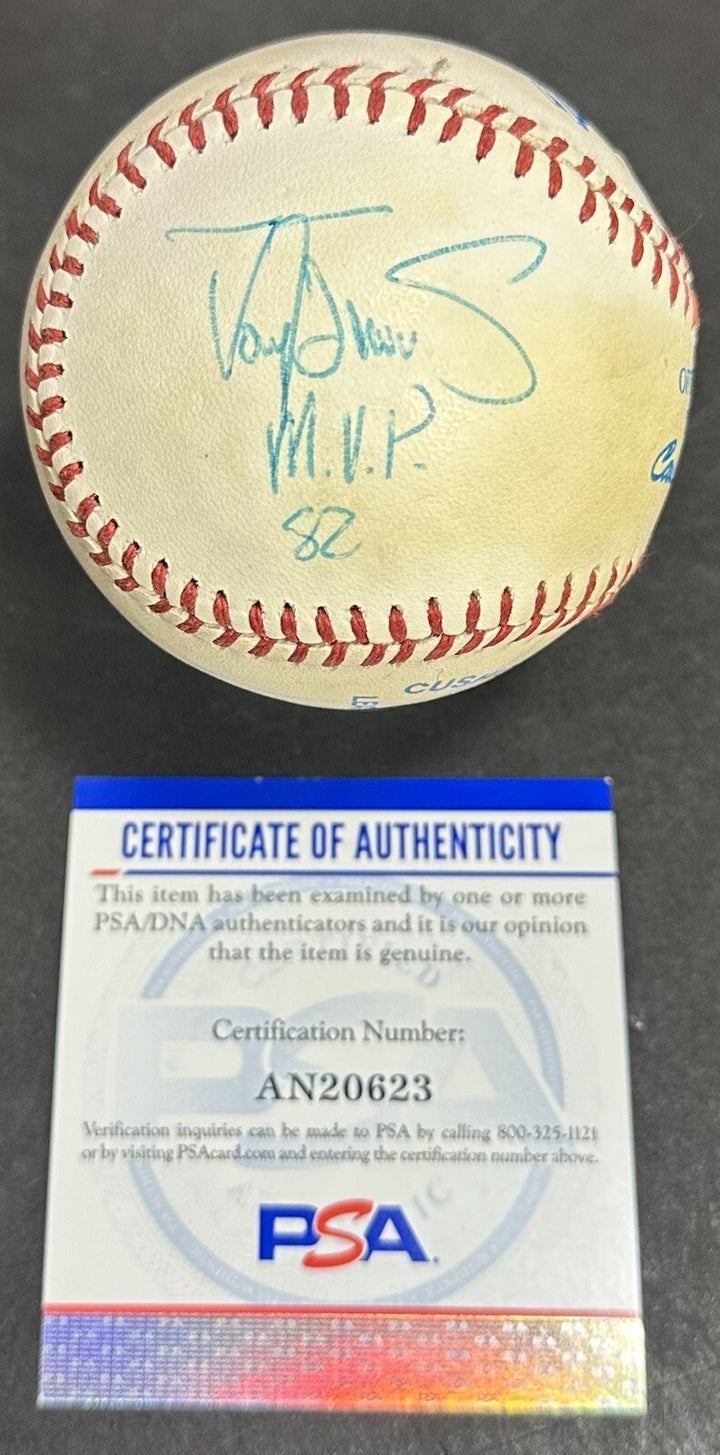 M.V.P.
82
CUS
CERTIFICATE OF AUTHENTICITY
This item has been examined by one or more
PSA/DNA authenticators and it is our opinion
that the item is genuine.
Certification Number:
AN20623
Verification inquiries can be made to PSA by calling 800-325-1121
or by visiting PSAcard.com and entering the certification number above.
PSA